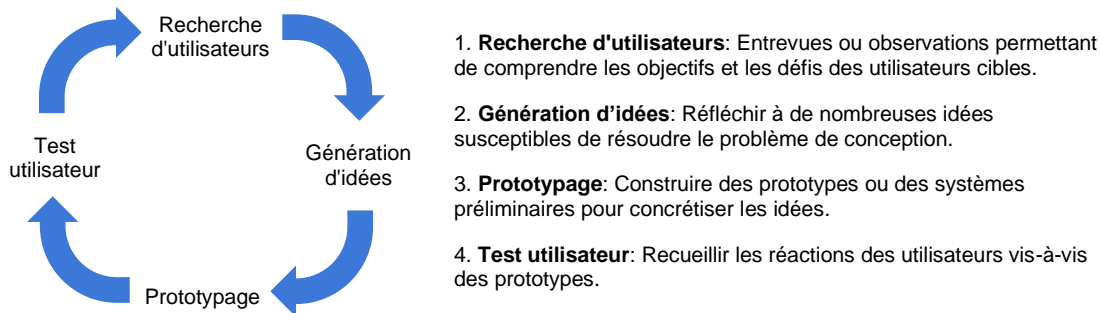 Recherche
d'utilisateurs
Génération
d'idées
Prototypage
Test
utilisateur
1. Recherche d'utilisateurs: Entrevues ou observations permettant
de comprendre les objectifs et les défis des utilisateurs cibles.
2. Génération d’idées: Réfléchir à de nombreuses idées
susceptibles de résoudre le problème de conception.
3. Prototypage: Construire des prototypes ou des systèmes
préliminaires pour concrétiser les idées.
4. Test utilisateur: Recueillir les réactions des utilisateurs vis-à-vis
des prototypes.